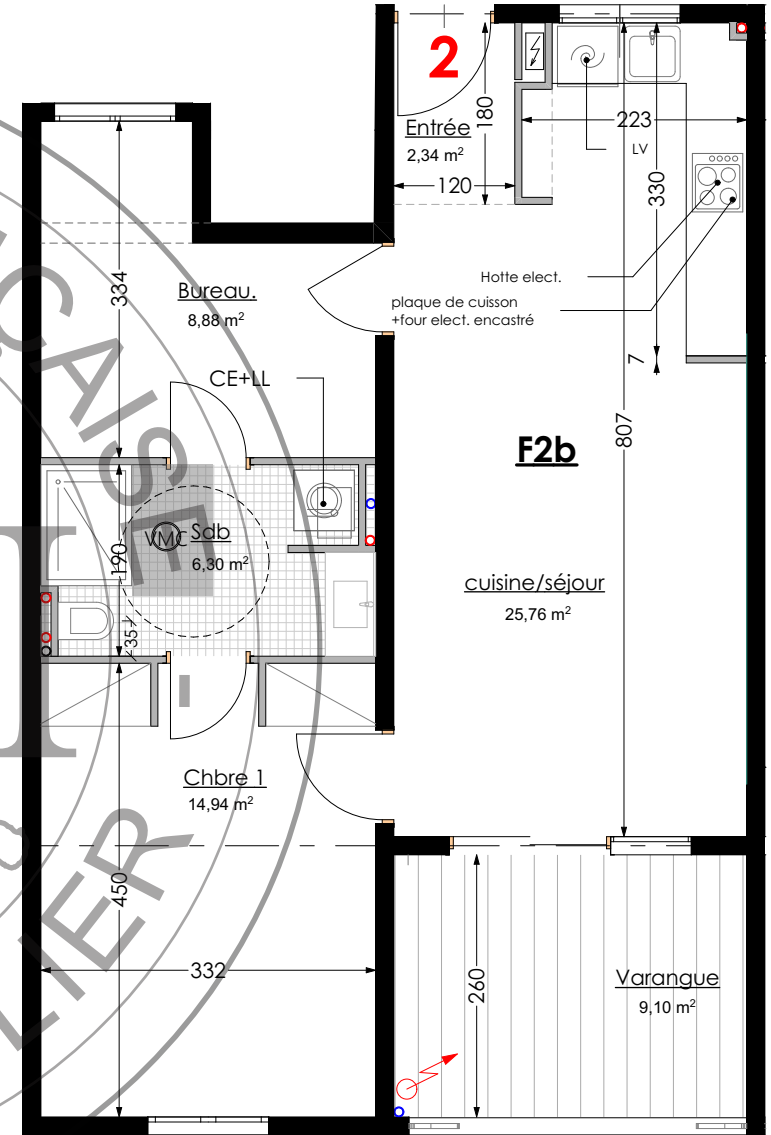 2
Entrée
2,34 m²
180
120
223
LV
330
Hotte elect.
plaque de cuisson
+four elect. encastré
7
334
Bureau.
8,88 m²
CE+LL
F2b
807
190
VMC
Sdb
6,30 m²
35
cuisine/séjour
25,76 m²
Chbre 1
14,94 m²
450
332
260
Varangue
9,10 m²